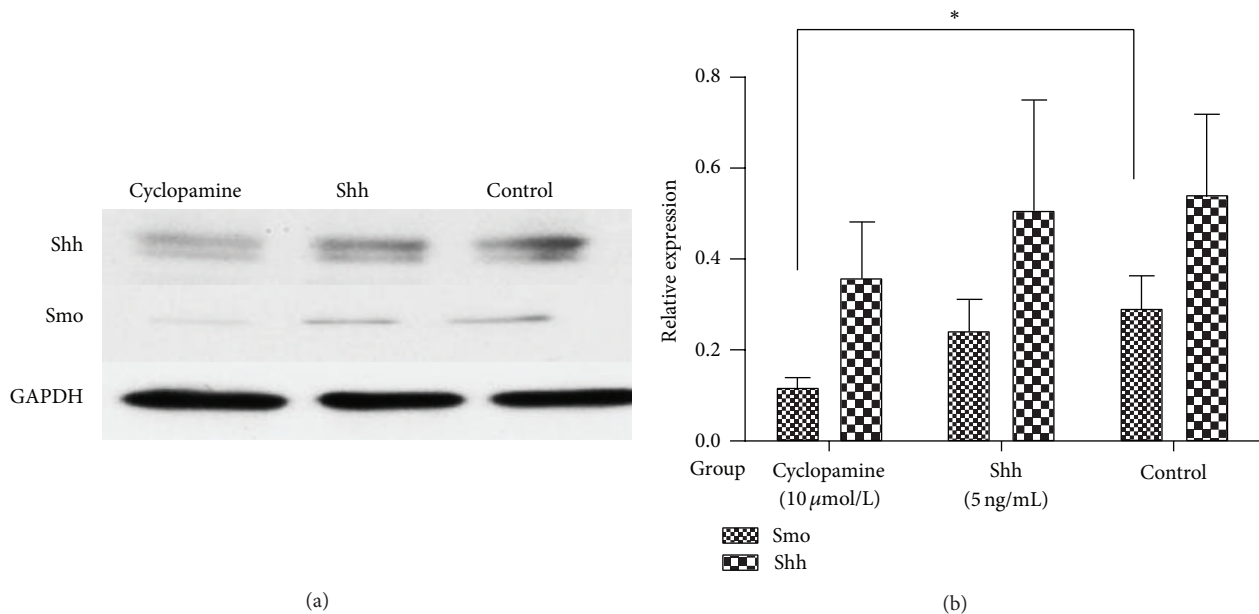 Cyclopamine Shh Control
Shh
Smo
GAPDH
(a)
*
0.8
0.6
0.4
0.2
0.0
Relative expression
Group Cyclopamine Shh Control
(10 μmol/L) (5 ng/mL)
Smo
Shh
(b)